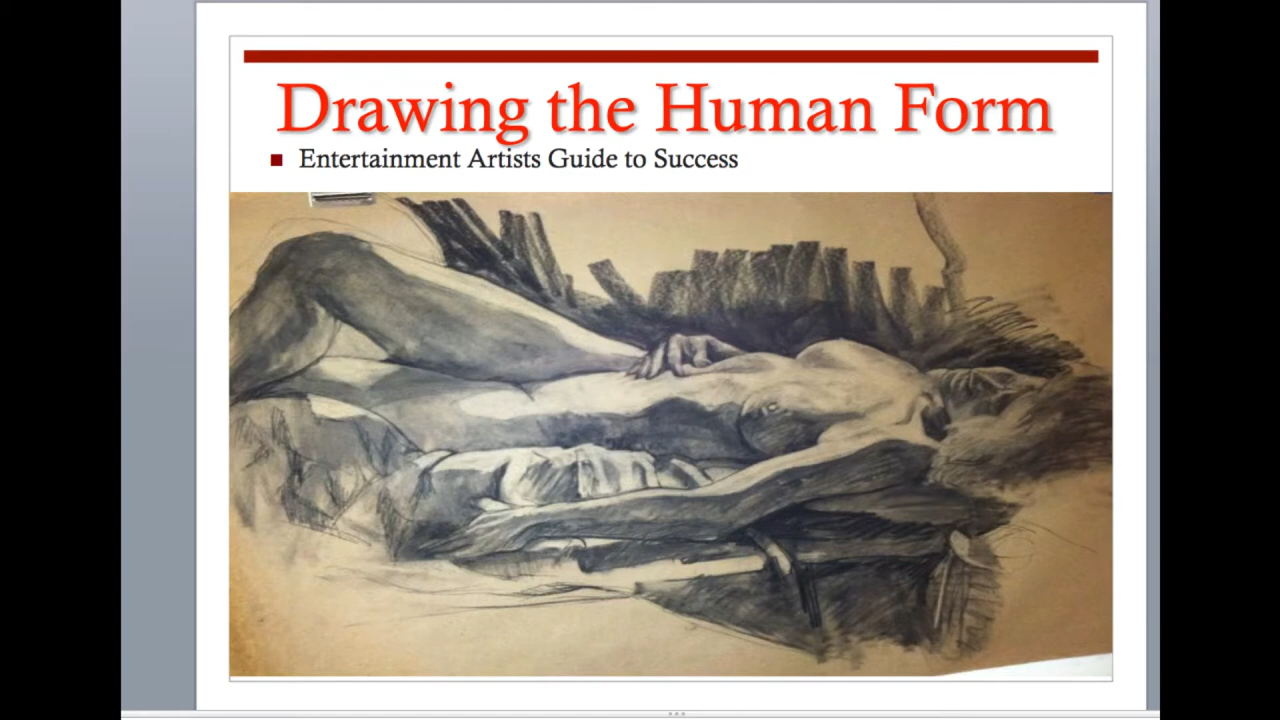 Drawing the Human Form
Entertainment Artists Guide to Success